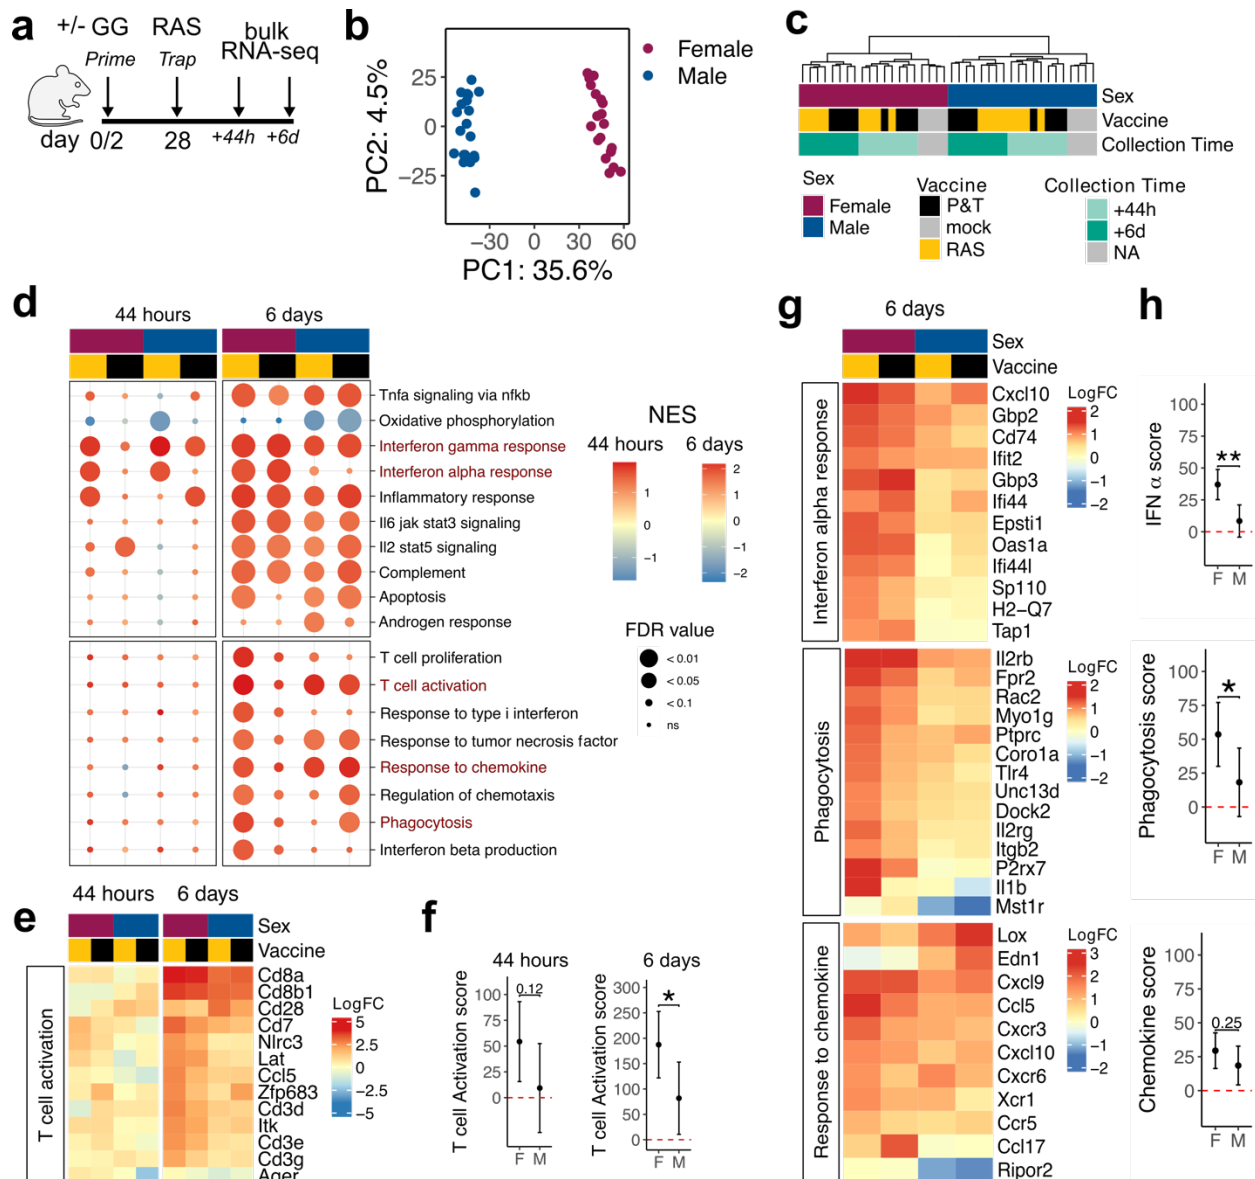 a
+/- GG
RAS
bulk
RNA-seq
Prime
Trap
day
0/2
28
+44h
+6d
b
PC2: 4.5%
25
0
−25
−30
0
30
60
PC1: 35.6%
Female
Male
c
Sex
Vaccine
Collection Time
Sex
Female
Male
Vaccine
P&T
mock
RAS
Collection Time
+44h
+6d
NA
d
44 hours
6 days
Tnfa signaling via nfkb
Oxidative phosphorylation
Interferon gamma response
Interferon alpha response
Inflammatory response
Il6 jak stat3 signaling
Il2 stat5 signaling
Complement
Apoptosis
Androgen response
T cell proliferation
T cell activation
Response to type i interferon
Response to tumor necrosis factor
Response to chemokine
Regulation of chemotaxis
Phagocytosis
Interferon beta production
NES
44 hours
6 days
1
0
−1
2
1
0
−1
−2
FDR value
< 0.01
< 0.05
< 0.1
ns
e
44 hours
6 days
Sex
Vaccine
T cell activation
Cd8a
Cd8b1
Cd28
Cd7
Nlrc3
Lat
Ccl5
Zfp683
Cd3d
Itk
Cd3e
Cd3g
Ager
LogFC
5
2.5
0
−2.5
−5
f
44 hours
T cell Activation score
100
75
50
25
0
0.12
F
M
6 days
T cell Activation score
300
250
200
150
100
50
0
*
F
M
g
6 days
Sex
Vaccine
Interferon alpha response
Cxcl10
Gbp2
Cd74
Ifit2
Gbp3
Ifi44
Epsti1
Oas1a
Ifi44l
Sp110
H2−Q7
Tap1
LogFC
2
1
0
−1
−2
Phagocytosis
Il2rb
Fpr2
Rac2
Myo1g
Ptprc
Coro1a
Tlr4
Unc13d
Dock2
Il2rg
Itgb2
P2rx7
Il1b
Mst1r
LogFC
2
1
0
−1
−2
Response to chemokine
Lox
Edn1
Cxcl9
Ccl5
Cxcr3
Cxcl10
Cxcr6
Xcr1
Ccr5
Ccl17
Ripor2
LogFC
3
2
1
0
−1
−2
h
IFN α score
100
75
50
25
0
**
F
M
Phagocytosis score
100
75
50
25
0
*
F
M
Chemokine score
100
75
50
25
0
0.25
F
M